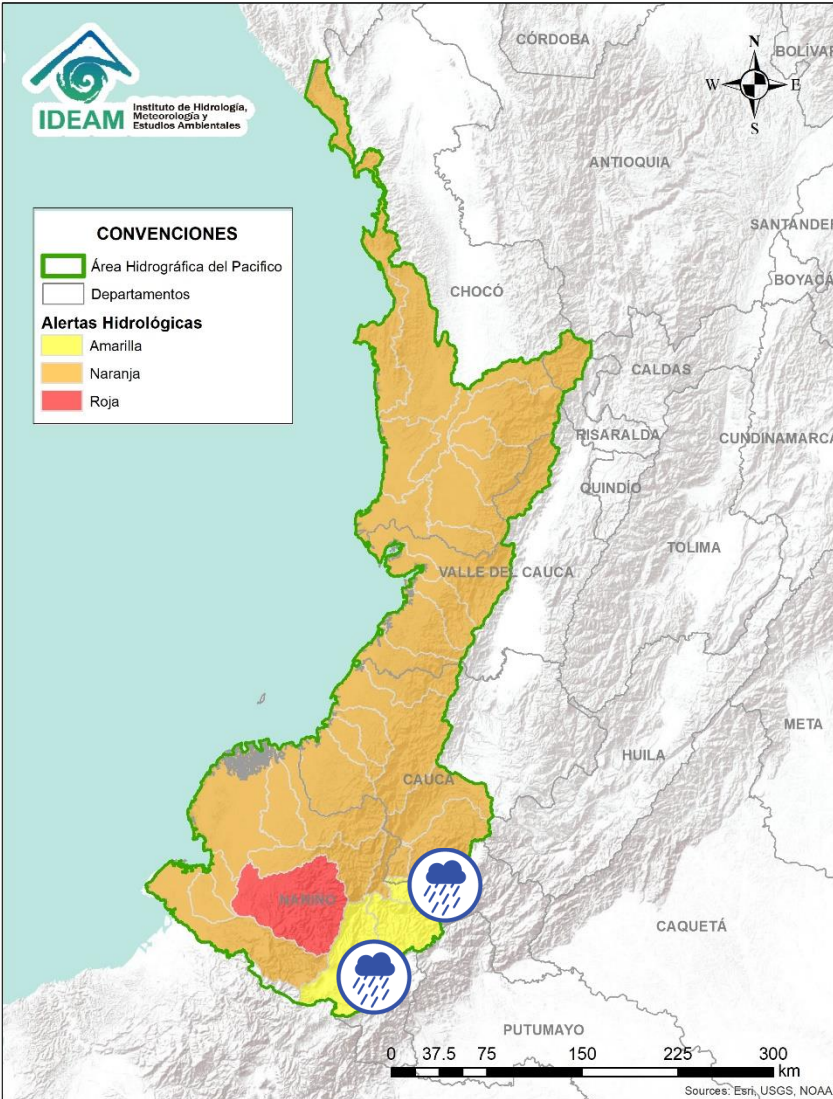 CÓRDOBA
BOLÍVAR
N
W
E
S
IDEAM
Instituto de Hidrología,
Meteorología y
Estudios Ambientales
ANTIOQUIA
SANTANDER
BOYACÁ
CONVENCIONES
Área Hidrográfica del Pacifico
Departamentos
Alertas Hidrológicas
Amarilla
Naranja
Roja
CHOCÓ
CALDAS
RISARALDA
CUNDINAMARCA
QUINDÍO
TOLIMA
VALLE DEL CAUCA
META
HUILA
CAUCA
NARIÑO
CAQUETÁ
PUTUMAYO
0 37.5 75 150 225 300
km
Sources: Esri, USGS, NOAA